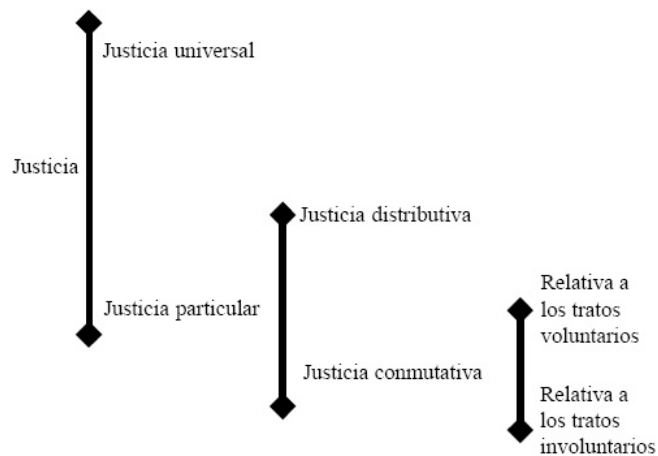 Justicia universal
Justicia
Justicia distributiva
Justicia particular
Relativa a
los tratos
voluntarios
Justicia conmutativa
Relativa a
los tratos
involuntarios